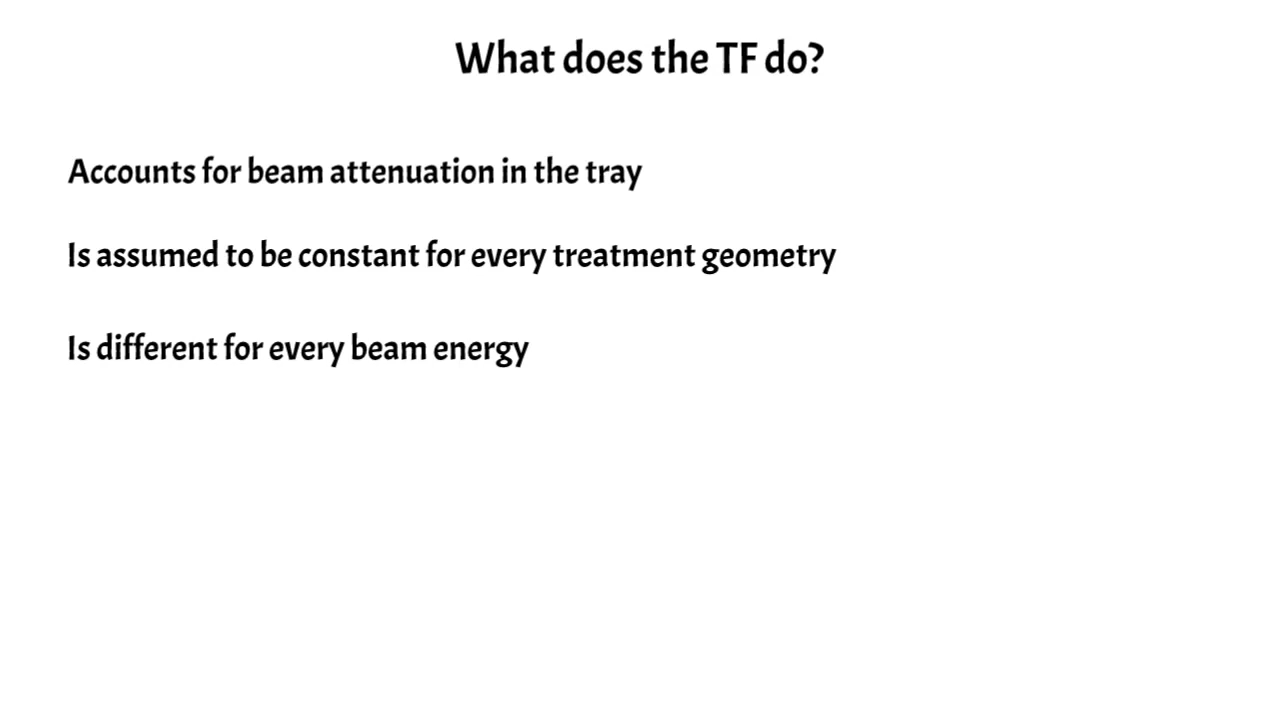 What does the TF do?
Accounts for beam attenuation in the tray
Is assumed to be constant for every treatment geometry
Is different for every beam energy